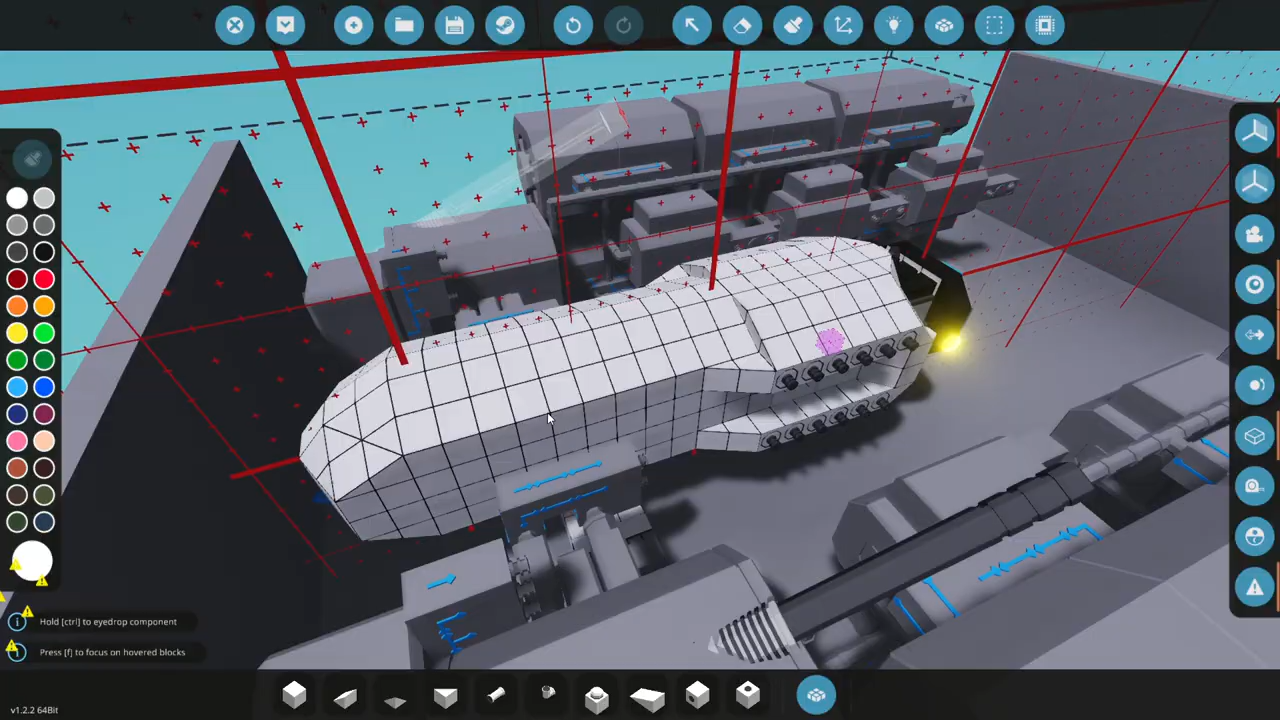 Hold [ctrl] to eyedrop component
Press [f] to focus on hovered blocks
v1.2.2 64Bit